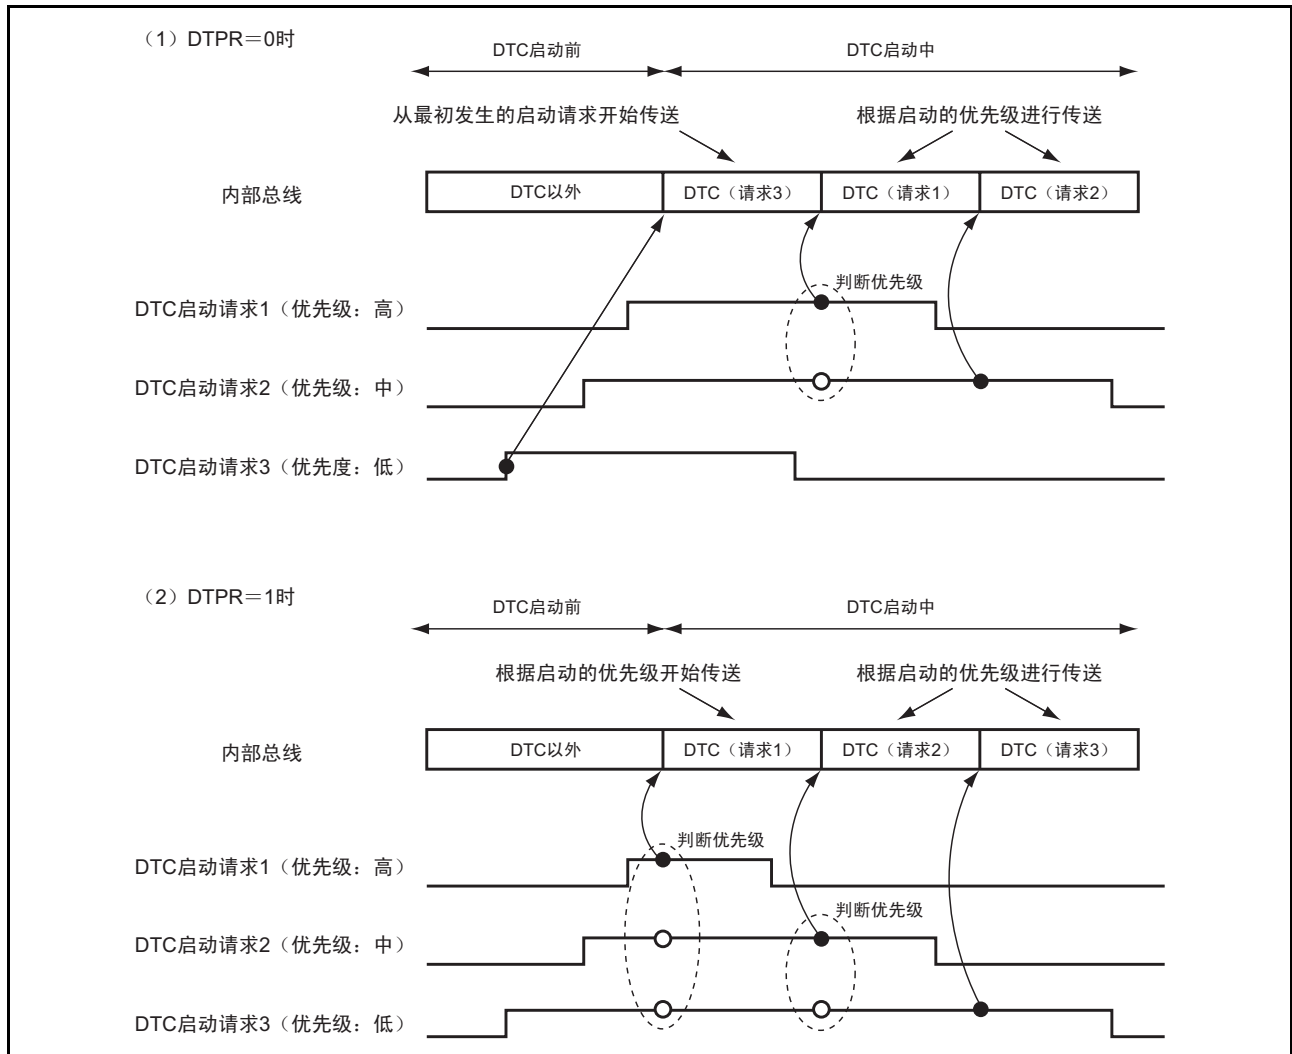 （1）DTPR＝0时
DTC启动前
DTC启动中
从最初发生的启动请求开始传送
根据启动的优先级进行传送
内部总线
DTC以外
DTC（请求3）
DTC（请求1）
DTC（请求2）
判断优先级
DTC启动请求1（优先级：高）
DTC启动请求2（优先级：中）
DTC启动请求3（优先度：低）
（2）DTPR＝1时
DTC启动前
DTC启动中
根据启动的优先级开始传送
根据启动的优先级进行传送
内部总线
DTC以外
DTC（请求1）
DTC（请求2）
DTC（请求3）
判断优先级
DTC启动请求1（优先级：高）
判断优先级
DTC启动请求2（优先级：中）
DTC启动请求3（优先级：低）